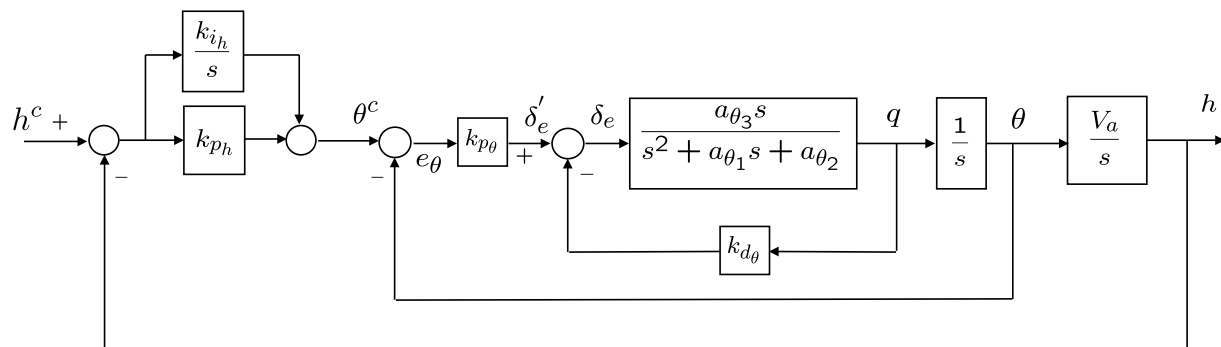 k_{i_h}
s
h^c +
k_{p_h}
θ^c
e_θ
k_{p_θ}
δ_e'
+
δ_e
a_{θ_3} s
s^2 + a_{θ_1} s + a_{θ_2}
q
1
s
θ
V_a
s
h
–
–
–
k_{d_θ}